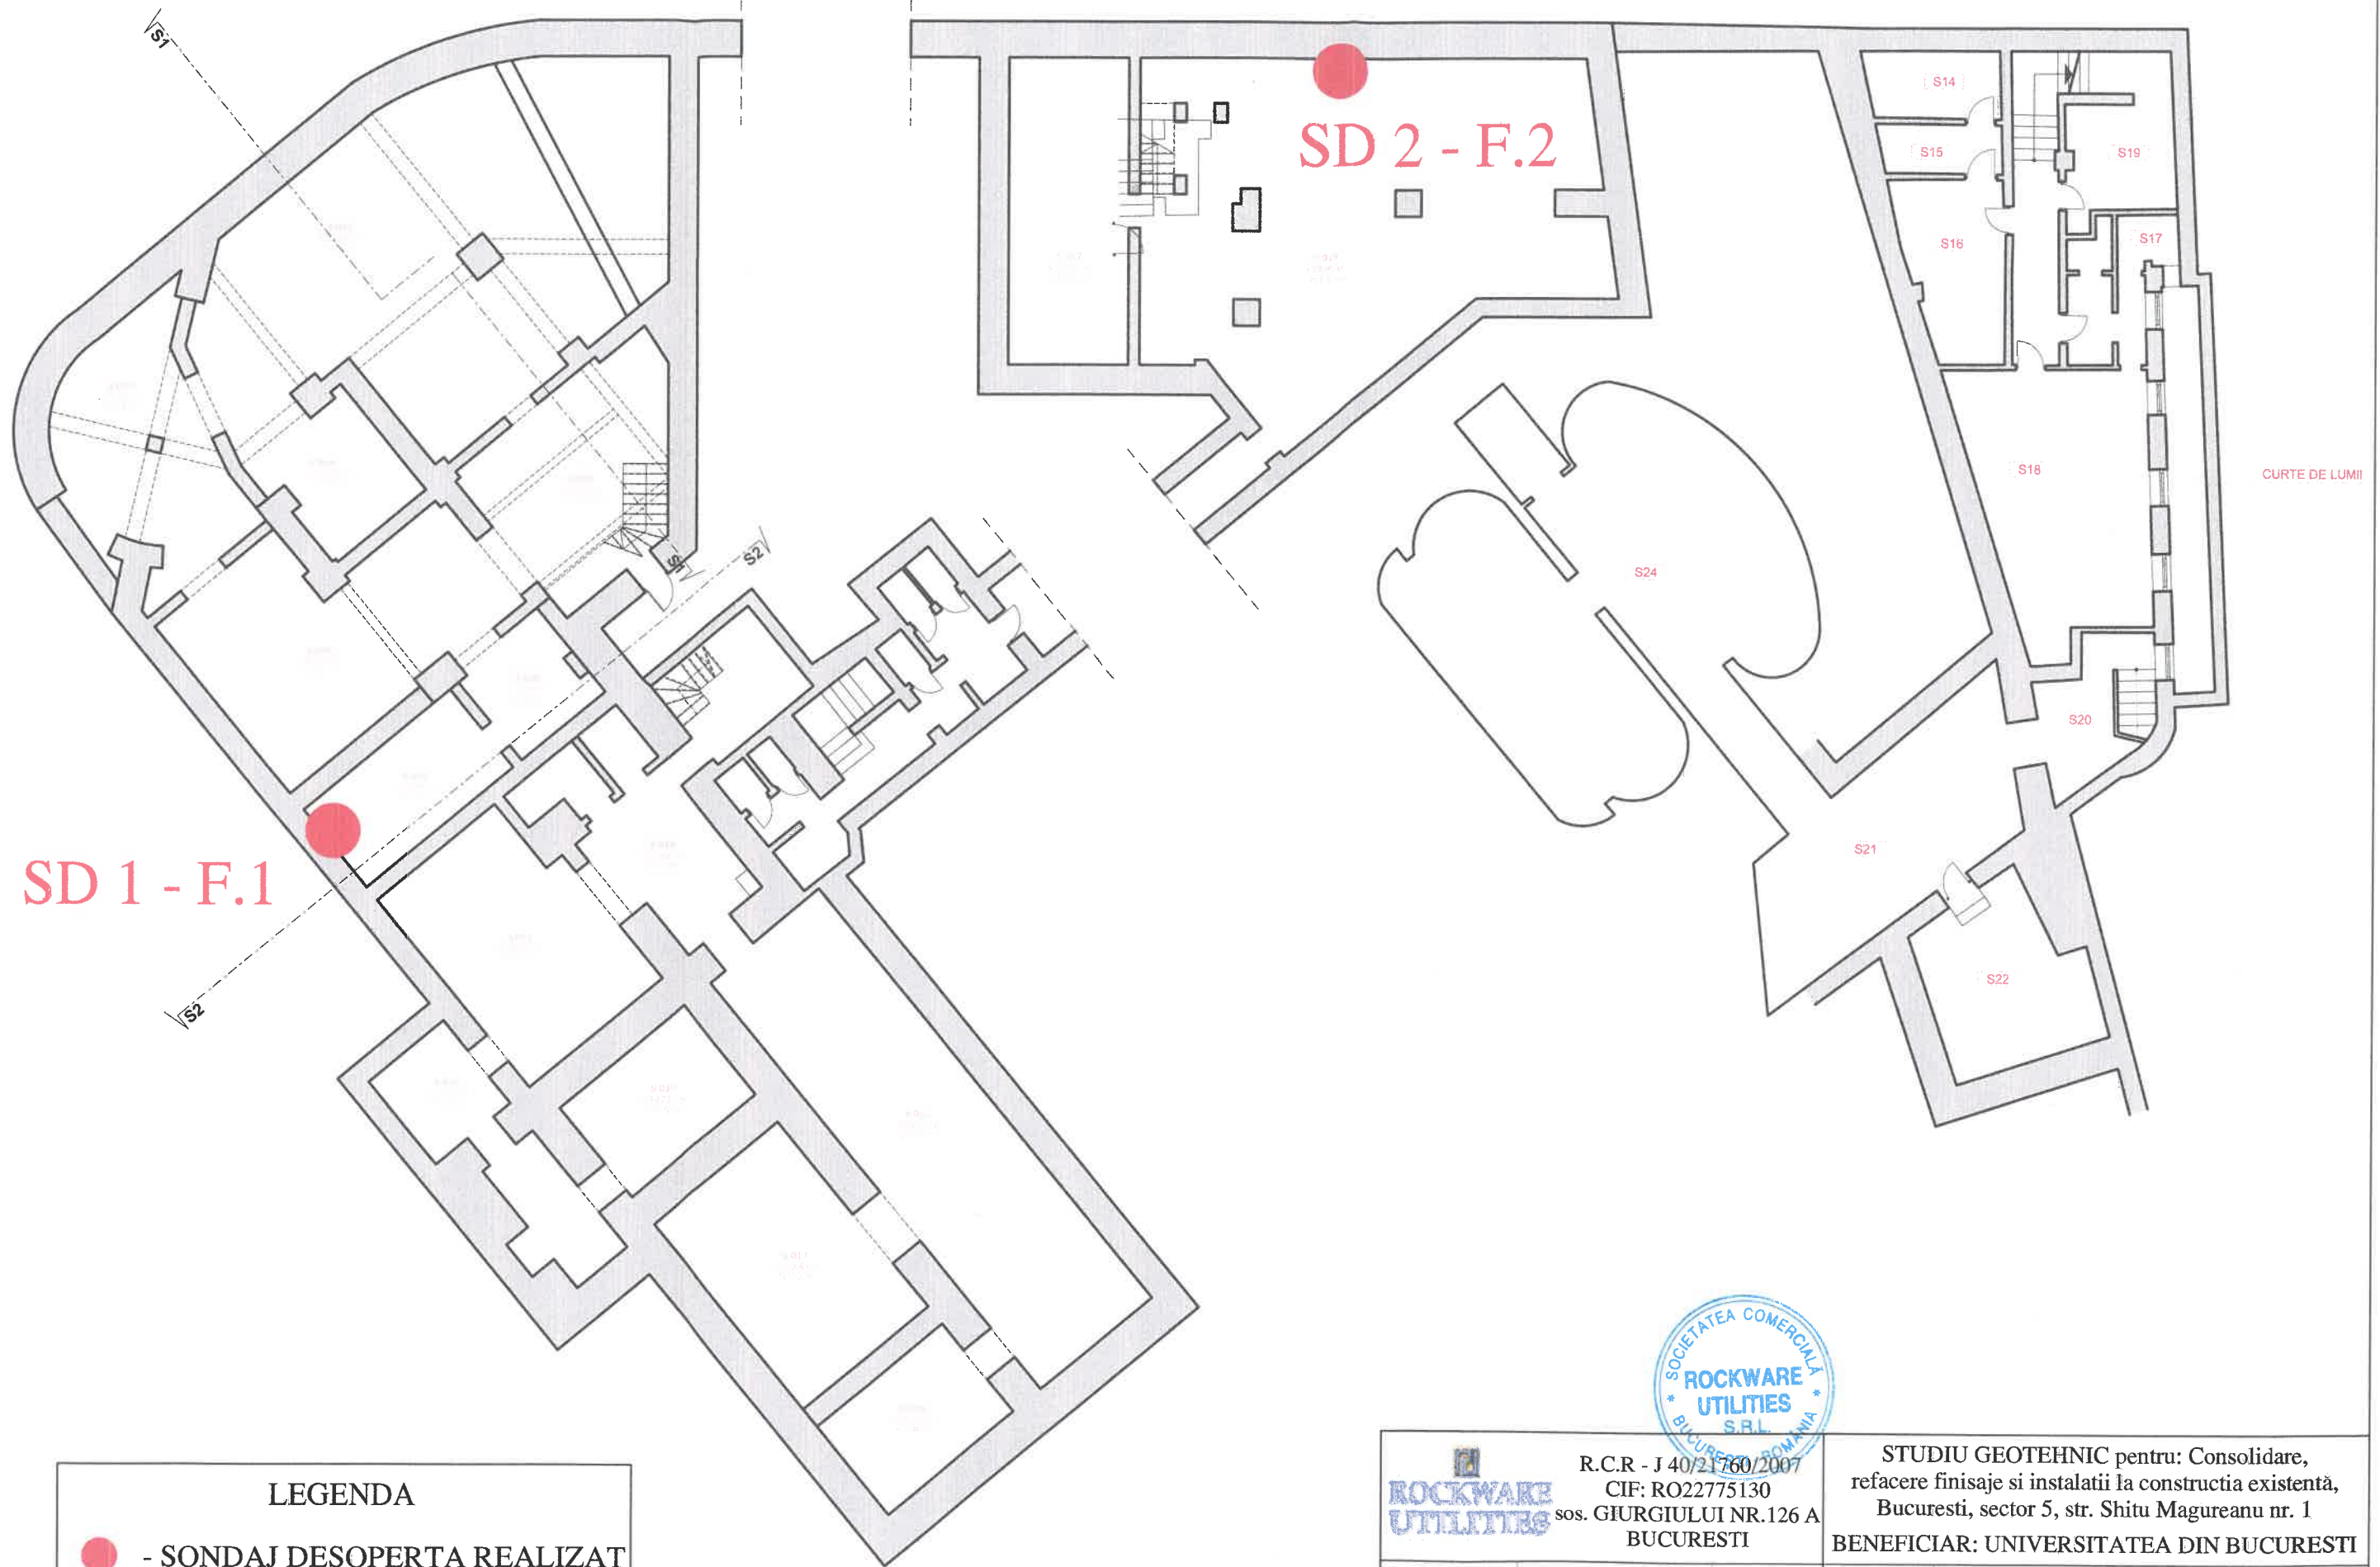 S1
SD 2 - F.2
S14
S15
S19
S16
S17
S18
CURTE DE LUMII
S1
S2
S24
S20
S21
SD 1 - F.1
S2
S22
LEGENDA
- SONDAJ DESOPERTA REALIZAT
SOCIETATEA COMERCIALĂ
ROCKWARE
UTILITIES
S.R.L.
BUCUREȘTI - ROMÂNIA
ROCKWARE
UTILITIES
R.C.R - J 40/21760/2007
CIF: RO22775130
sos. GIURGIULUI NR.126 A
BUCURESTI
STUDIU GEOTEHNIC pentru: Consolidare,
refacere finisaje si instalatii la constructia existentă,
Bucuresti, sector 5, str. Shitu Magureanu nr. 1
BENEFICIAR: UNIVERSITATEA DIN BUCURESTI